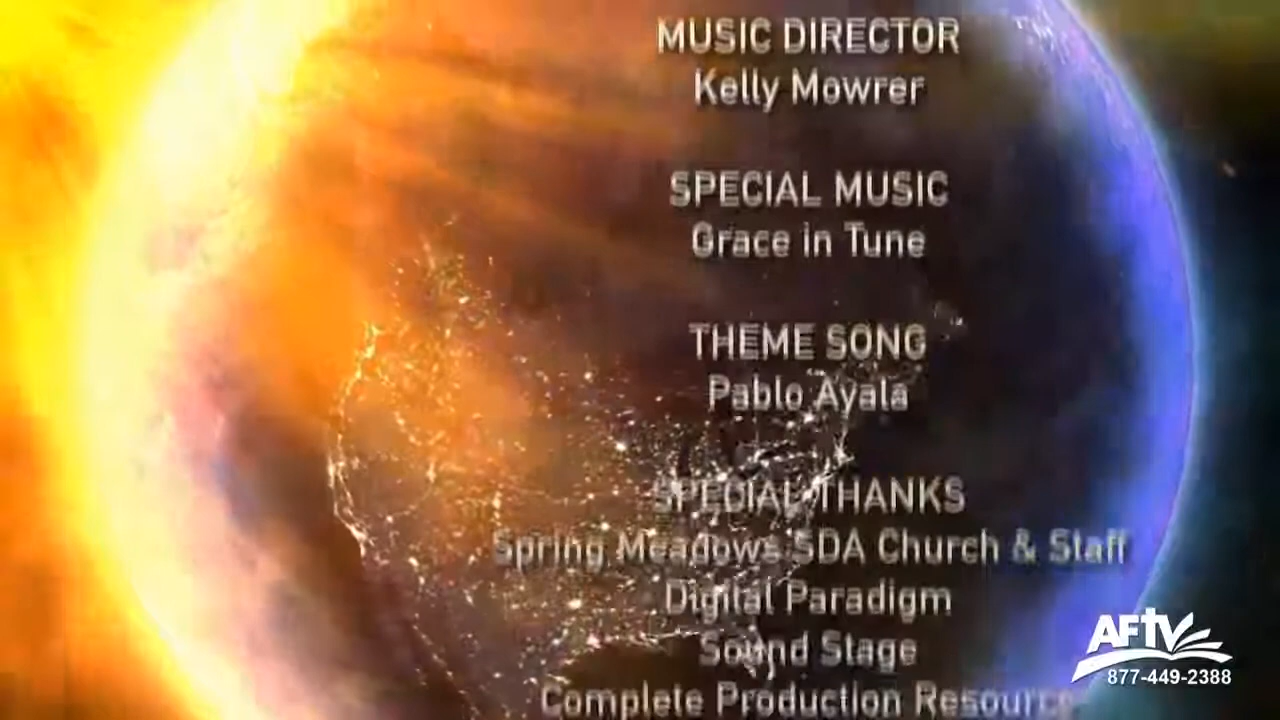 MUSIC DIRECTOR
Kelly Mowrer
SPECIAL MUSIC
Grace in Tune
THEME SONG
Pablo Ayala
SPECIAL THANKS
Spring Meadows SDA Church & Staff
Digital Paradigm
Sound Stage
Complete Production Resources
AFTV
877-449-2388